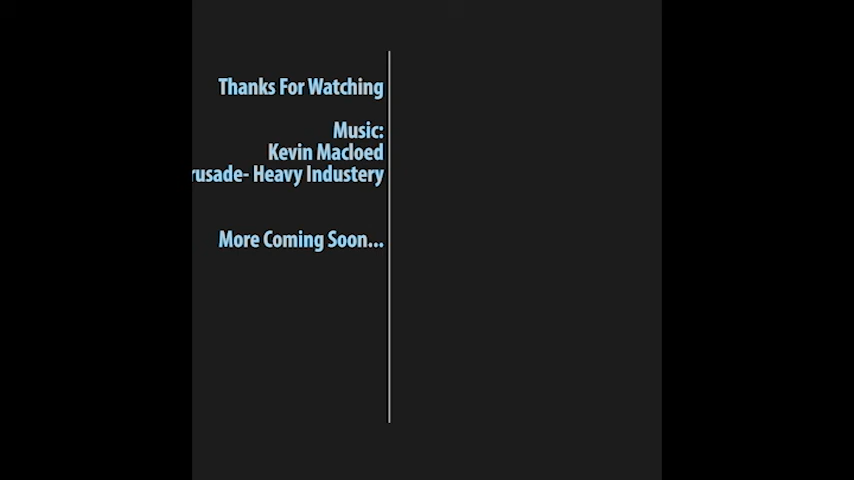 Thanks For Watching
Music:
Kevin Macloed
rusade- Heavy Industery
More Coming Soon...